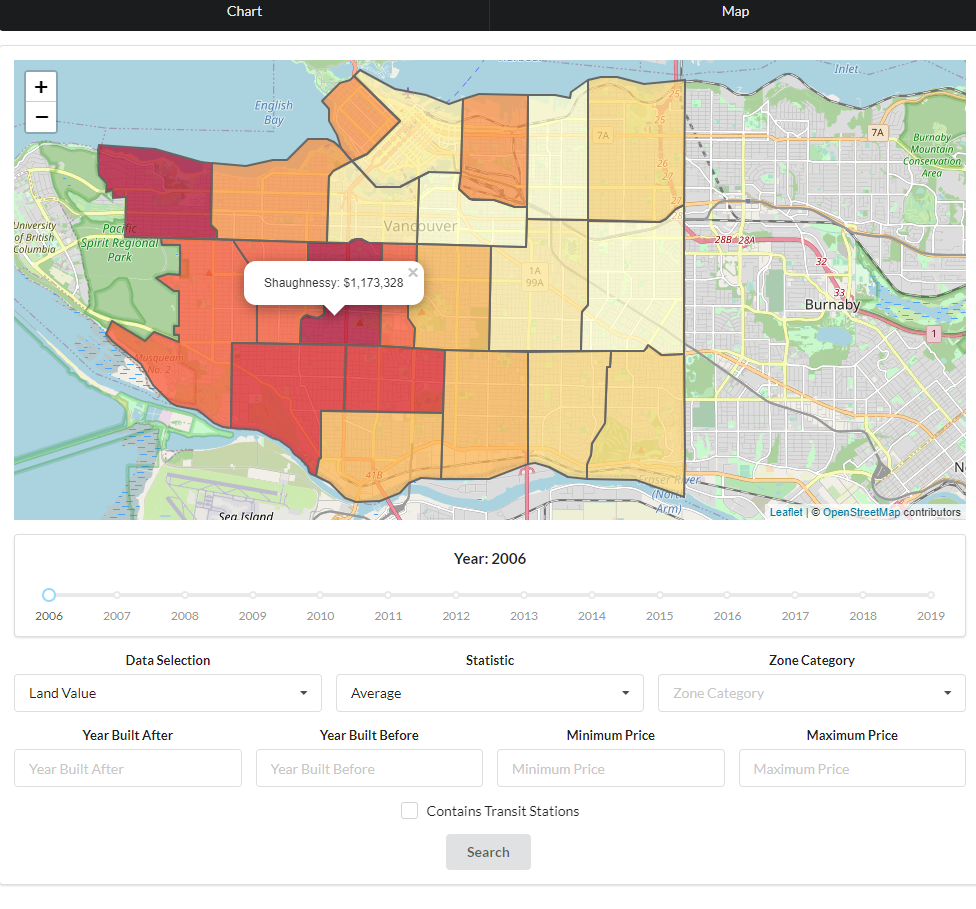 Chart
Map
+
−
English
Bay
Inlet
25
25
26
26
27
27
28
7A
7A
Burnaby
Mountain
Conservation
Area
University
of British
Columbia
Pacific
Spirit Regional
Park
Vancouver
28B 28A
32
33
Burnaby
1
1A
99A
Shaughnessy: $1,173,328
×
Musqueam
No. 2
41B
Fraser River
(North
Arm)
Sea Island
Leaflet | © OpenStreetMap contributors
Year: 2006
2006 2007 2008 2009 2010 2011 2012 2013 2014 2015 2016 2017 2018 2019
Data Selection
Statistic
Zone Category
Land Value
Average
Zone Category
Year Built After
Year Built Before
Minimum Price
Maximum Price
Year Built After
Year Built Before
Minimum Price
Maximum Price
Contains Transit Stations
Search